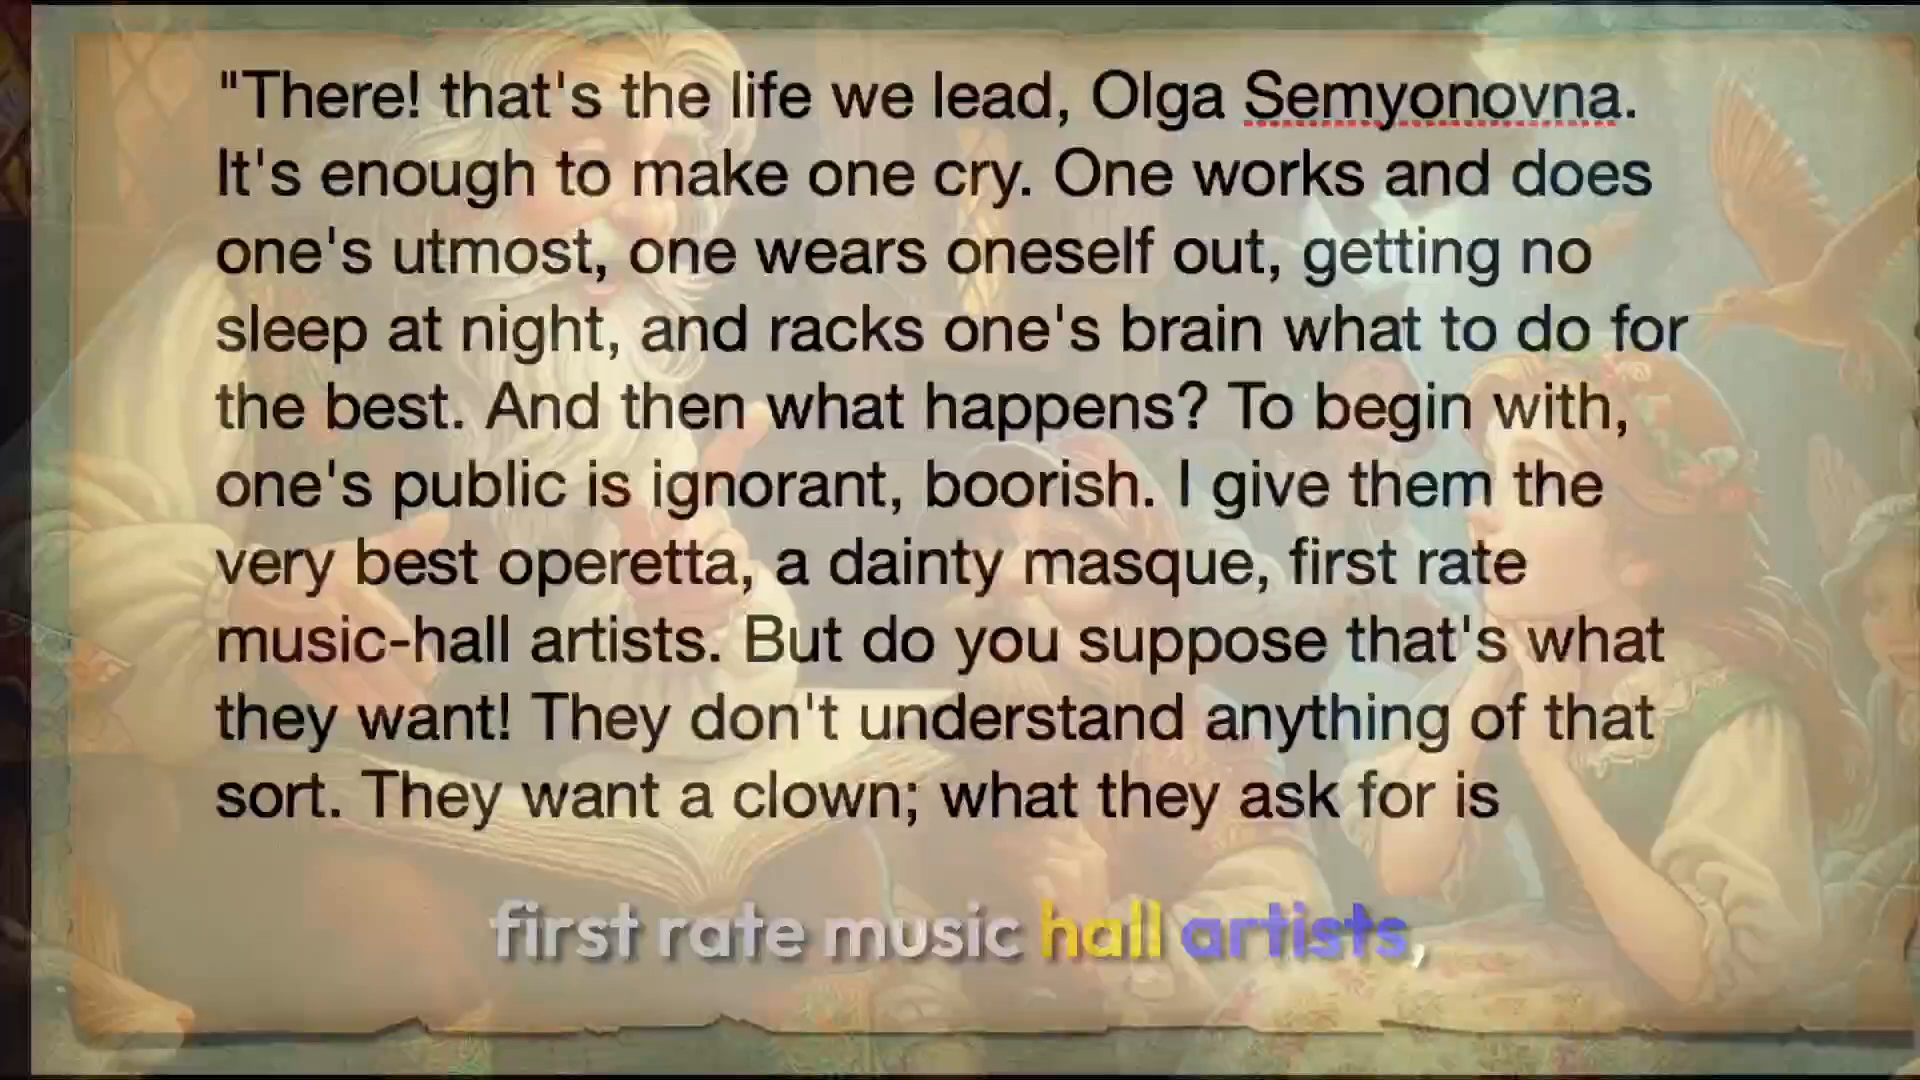 "There! that's the life we lead, Olga Semyonovna.
It's enough to make one cry. One works and does
one's utmost, one wears oneself out, getting no
sleep at night, and racks one's brain what to do for
the best. And then what happens? To begin with,
one's public is ignorant, boorish. I give them the
very best operetta, a dainty masque, first rate
music-hall artists. But do you suppose that's what
they want! They don't understand anything of that
sort. They want a clown; what they ask for is
first rate music hall artists,